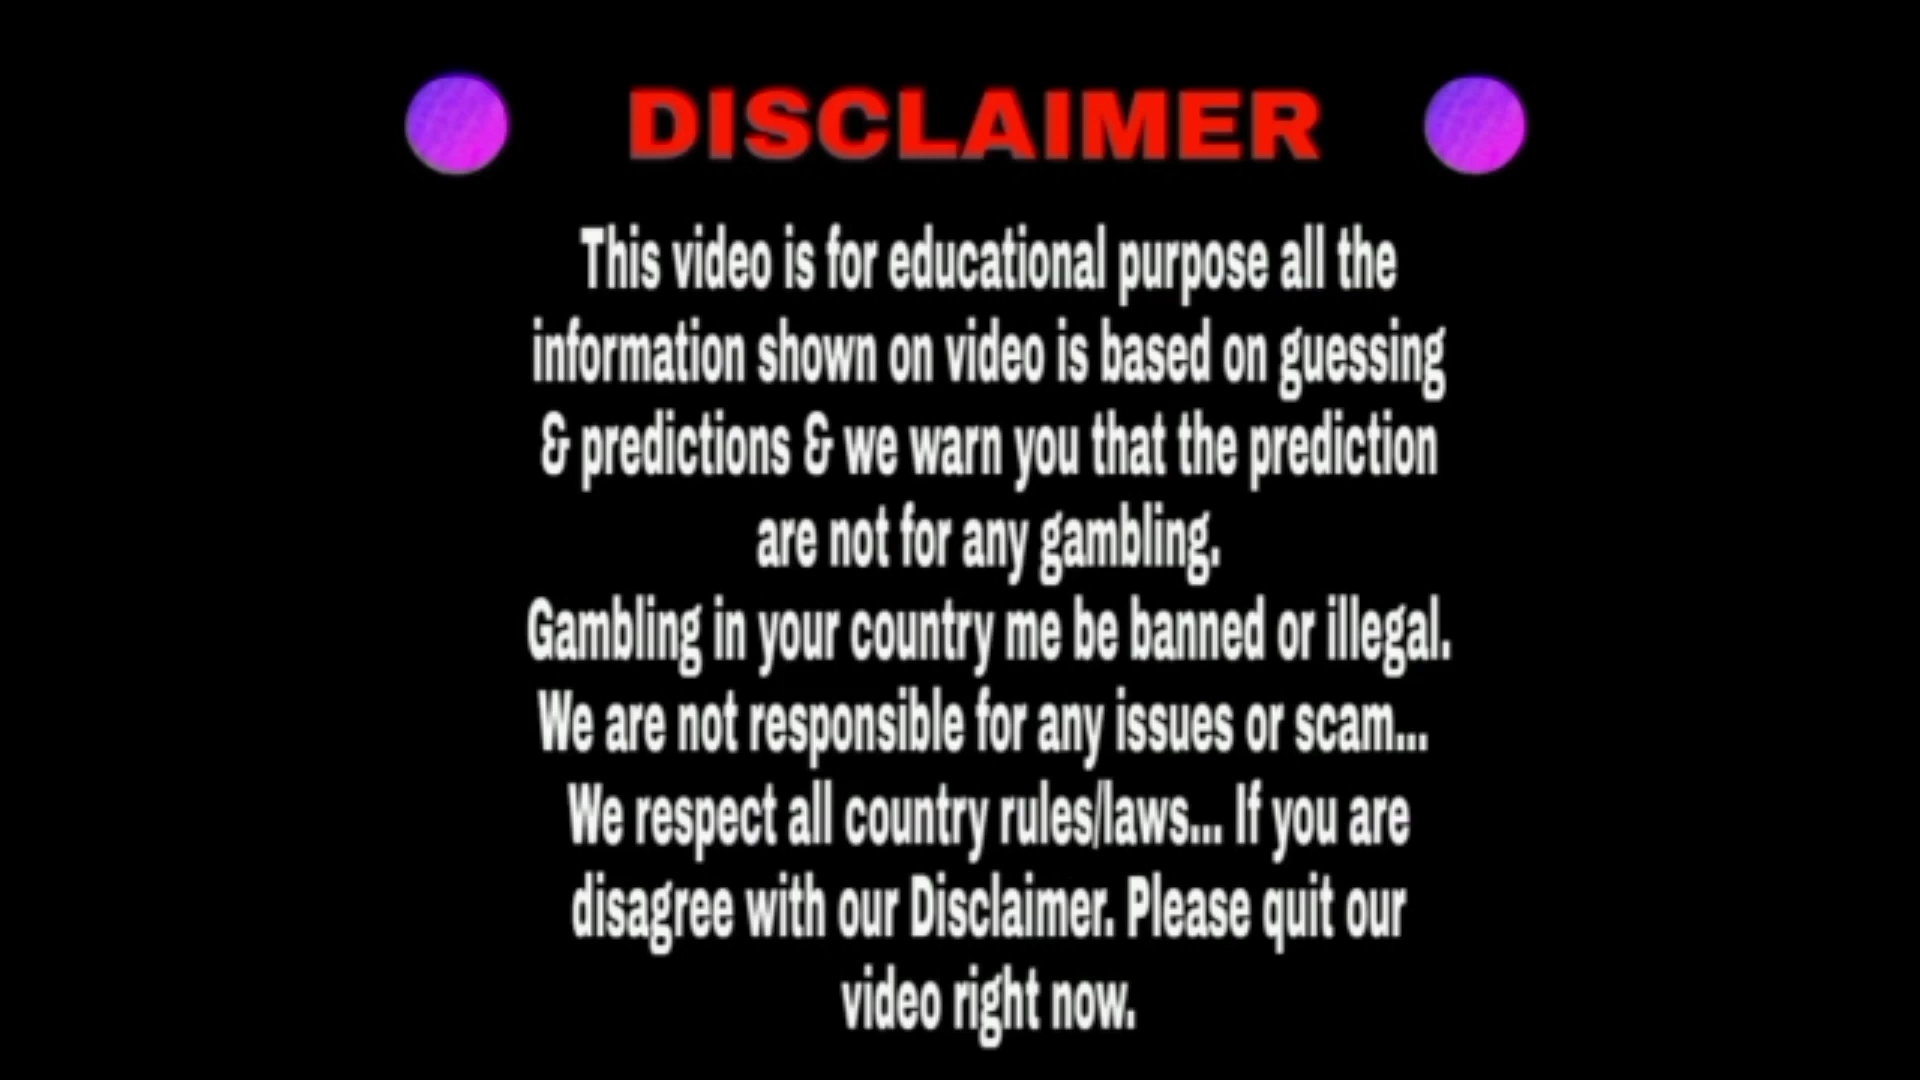 DISCLAIMER
This video is for educational purpose all the
information shown on video is based on guessing
& predictions & we warn you that the prediction
are not for any gambling.
Gambling in your country me be banned or illegal.
We are not responsible for any issues or scam...
We respect all country rules/laws... If you are
disagree with our Disclaimer. Please quit our
video right now.